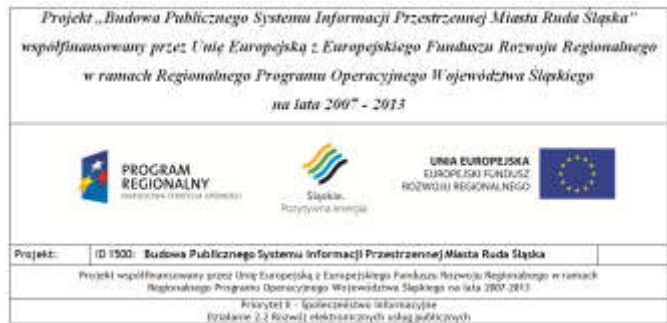 Projekt „Budowa Publicznego Systemu Informacji Przestrzennej Miasta Ruda Śląska”
współfinansowany przez Unię Europejską z Europejskiego Funduszu Rozwoju Regionalnego
w ramach Regionalnego Programu Operacyjnego Województwa Śląskiego
na lata 2007 - 2013
PROGRAM
REGIONALNY
NARODOWA STRATEGIA SPÓJNOŚCI
Śląskie.
Pozytywna energia
UNIA EUROPEJSKA
EUROPEJSKI FUNDUSZ
ROZWOJU REGIONALNEGO
Projekt: ID 1500: Budowa Publicznego Systemu Informacji Przestrzennej Miasta Ruda Śląska
Projekt współfinansowany przez Unię Europejską z Europejskiego Funduszu Rozwoju Regionalnego w ramach
Regionalnego Programu Operacyjnego Województwa Śląskiego na lata 2007-2013
Priorytet II - Społeczeństwo informacyjne
Działanie 2.2 Rozwój elektronicznych usług publicznych